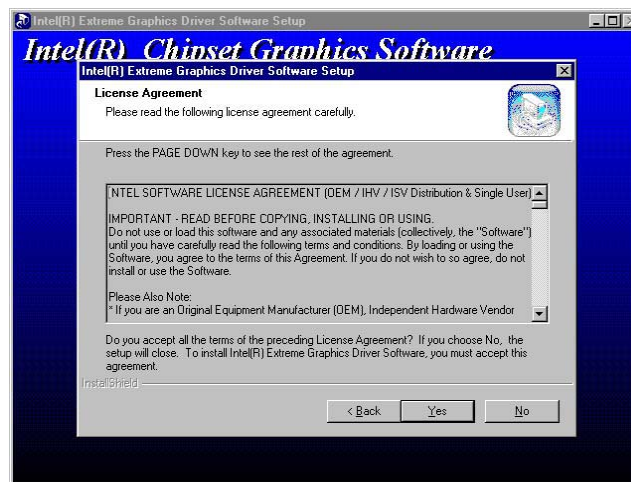 Intel(R) Extreme Graphics Driver Software Setup
Intel(R) Chipset Graphics Software
Intel(R) Extreme Graphics Driver Software Setup
License Agreement
Please read the following license agreement carefully.
Press the PAGE DOWN key to see the rest of the agreement.
INTEL SOFTWARE LICENSE AGREEMENT (OEM / IHV / ISV Distribution & Single User)
IMPORTANT - READ BEFORE COPYING, INSTALLING OR USING.
Do not use or load this software and any associated materials (collectively, the "Software")
until you have carefully read the following terms and conditions. By loading or using the
Software, you agree to the terms of this Agreement. If you do not wish to so agree, do not
install or use the Software.
Please Also Note:
* If you are an Original Equipment Manufacturer (OEM), Independent Hardware Vendor
Do you accept all the terms of the preceding License Agreement? If you choose No, the
setup will close. To install Intel(R) Extreme Graphics Driver Software, you must accept this
agreement.
InstallShield
< Back Yes No